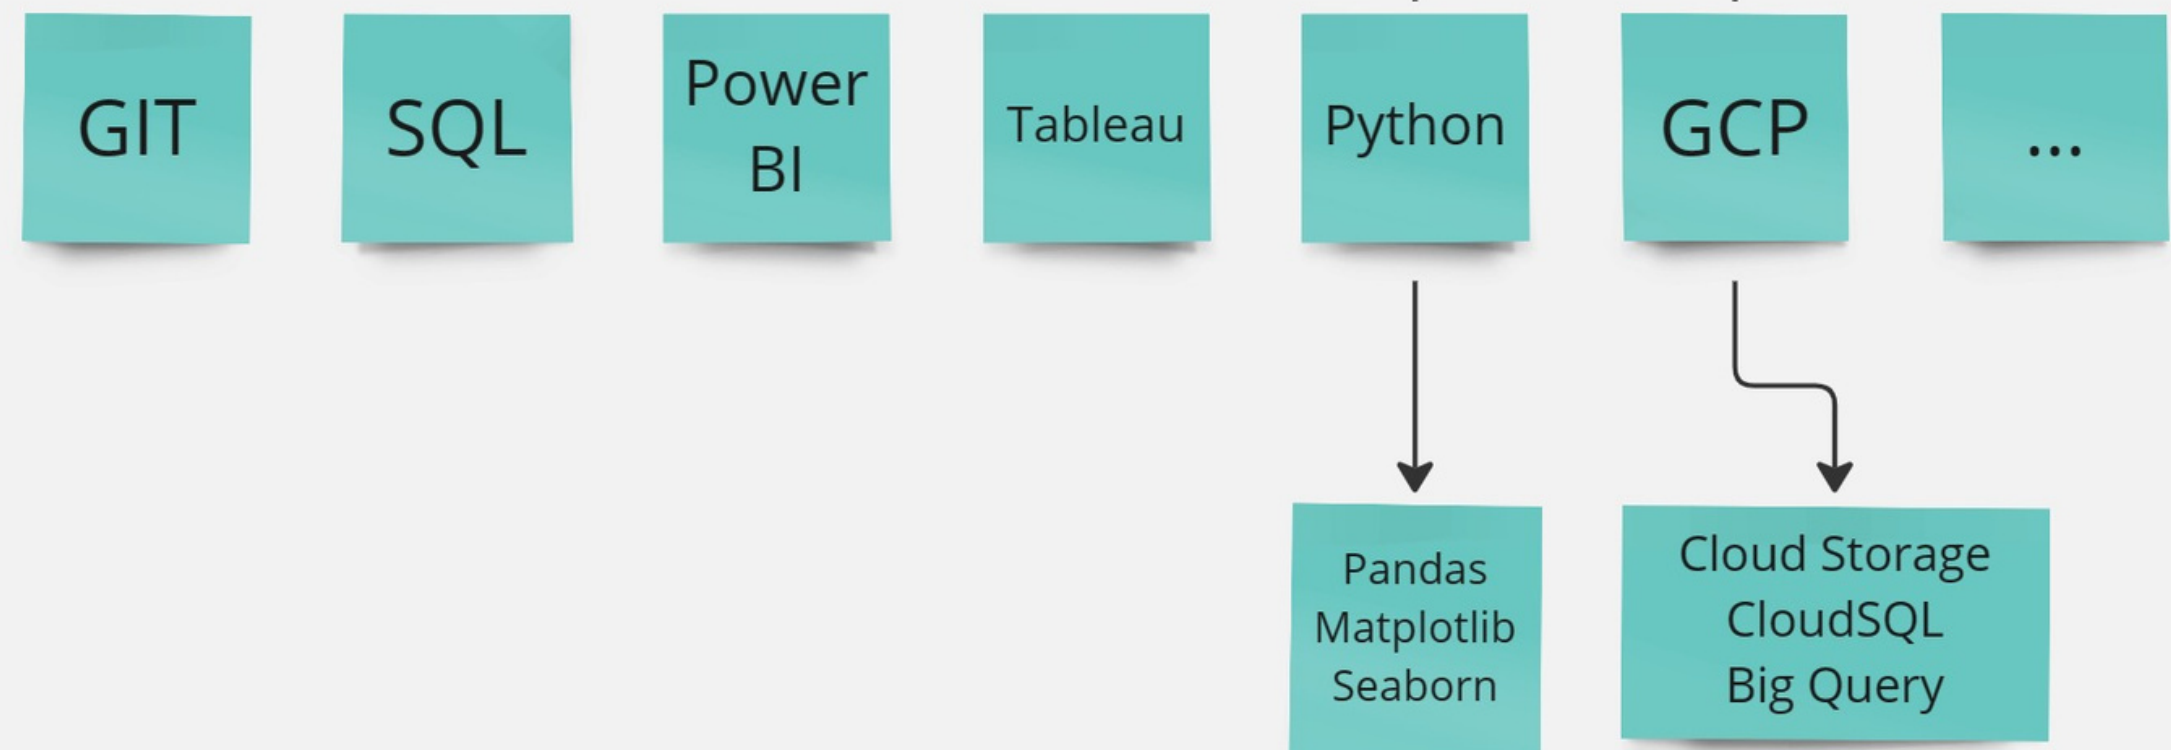 GIT
SQL
Power
BI
Tableau
Python
GCP
...
Pandas
Matplotlib
Seaborn
Cloud Storage
CloudSQL
Big Query